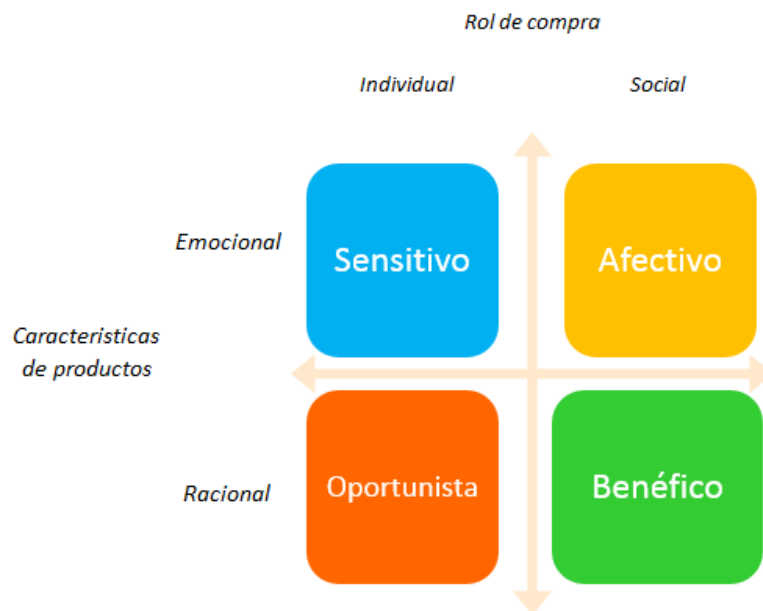 Rol de compra
Individual
Social
Emocional
Sensitivo
Afectivo
Caracteristicas
de productos
Racional
Oportunista
Benéfico